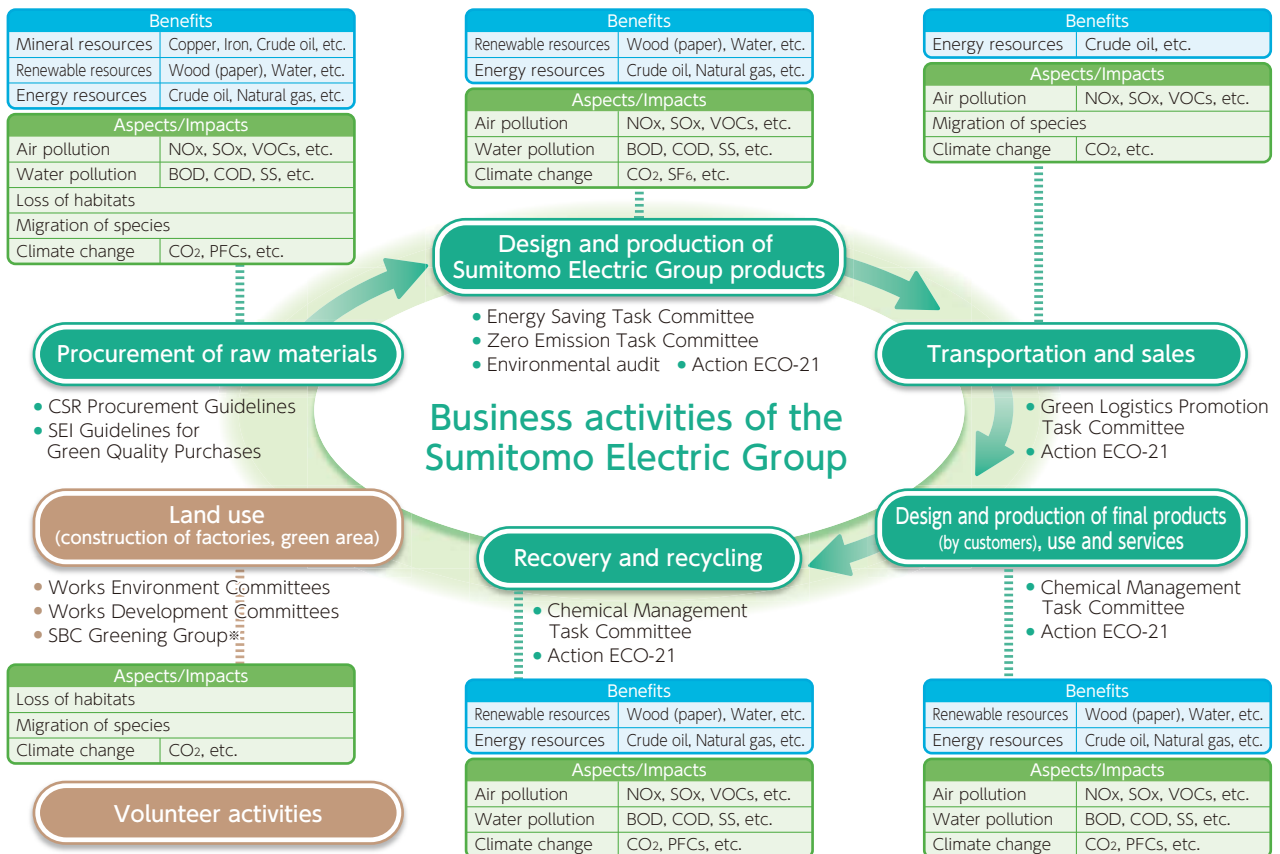 Benefits
Mineral resources Copper, Iron, Crude oil, etc.
Renewable resources Wood (paper), Water, etc.
Energy resources Crude oil, Natural gas, etc.
Aspects/Impacts
Air pollution NOx, SOx, VOCs, etc.
Water pollution BOD, COD, SS, etc.
Loss of habitats
Migration of species
Climate change CO2, PFCs, etc.
Benefits
Renewable resources Wood (paper), Water, etc.
Energy resources Crude oil, Natural gas, etc.
Aspects/Impacts
Air pollution NOx, SOx, VOCs, etc.
Water pollution BOD, COD, SS, etc.
Climate change CO2, SF6, etc.
Benefits
Energy resources Crude oil, etc.
Aspects/Impacts
Air pollution NOx, SOx, VOCs, etc.
Migration of species
Climate change CO2, etc.
Design and production of
Sumitomo Electric Group products
• Energy Saving Task Committee
• Zero Emission Task Committee
• Environmental audit • Action ECO-21
Procurement of raw materials
• CSR Procurement Guidelines
• SEI Guidelines for
Green Quality Purchases
Transportation and sales
• Green Logistics Promotion
Task Committee
• Action ECO-21
Business activities of the
Sumitomo Electric Group
Land use
(construction of factories, green area)
• Works Environment Committees
• Works Development Committees
• SBC Greening Group※
Recovery and recycling
• Chemical Management
Task Committee
• Action ECO-21
Design and production of final products
(by customers), use and services
• Chemical Management
Task Committee
• Action ECO-21
Aspects/Impacts
Loss of habitats
Migration of species
Climate change CO2, etc.
Volunteer activities
Benefits
Renewable resources Wood (paper), Water, etc.
Energy resources Crude oil, Natural gas, etc.
Aspects/Impacts
Air pollution NOx, SOx, VOCs, etc.
Water pollution BOD, COD, SS, etc.
Climate change CO2, PFCs, etc.
Benefits
Renewable resources Wood (paper), Water, etc.
Energy resources Crude oil, Natural gas, etc.
Aspects/Impacts
Air pollution NOx, SOx, VOCs, etc.
Water pollution BOD, COD, SS, etc.
Climate change CO2, PFCs, etc.